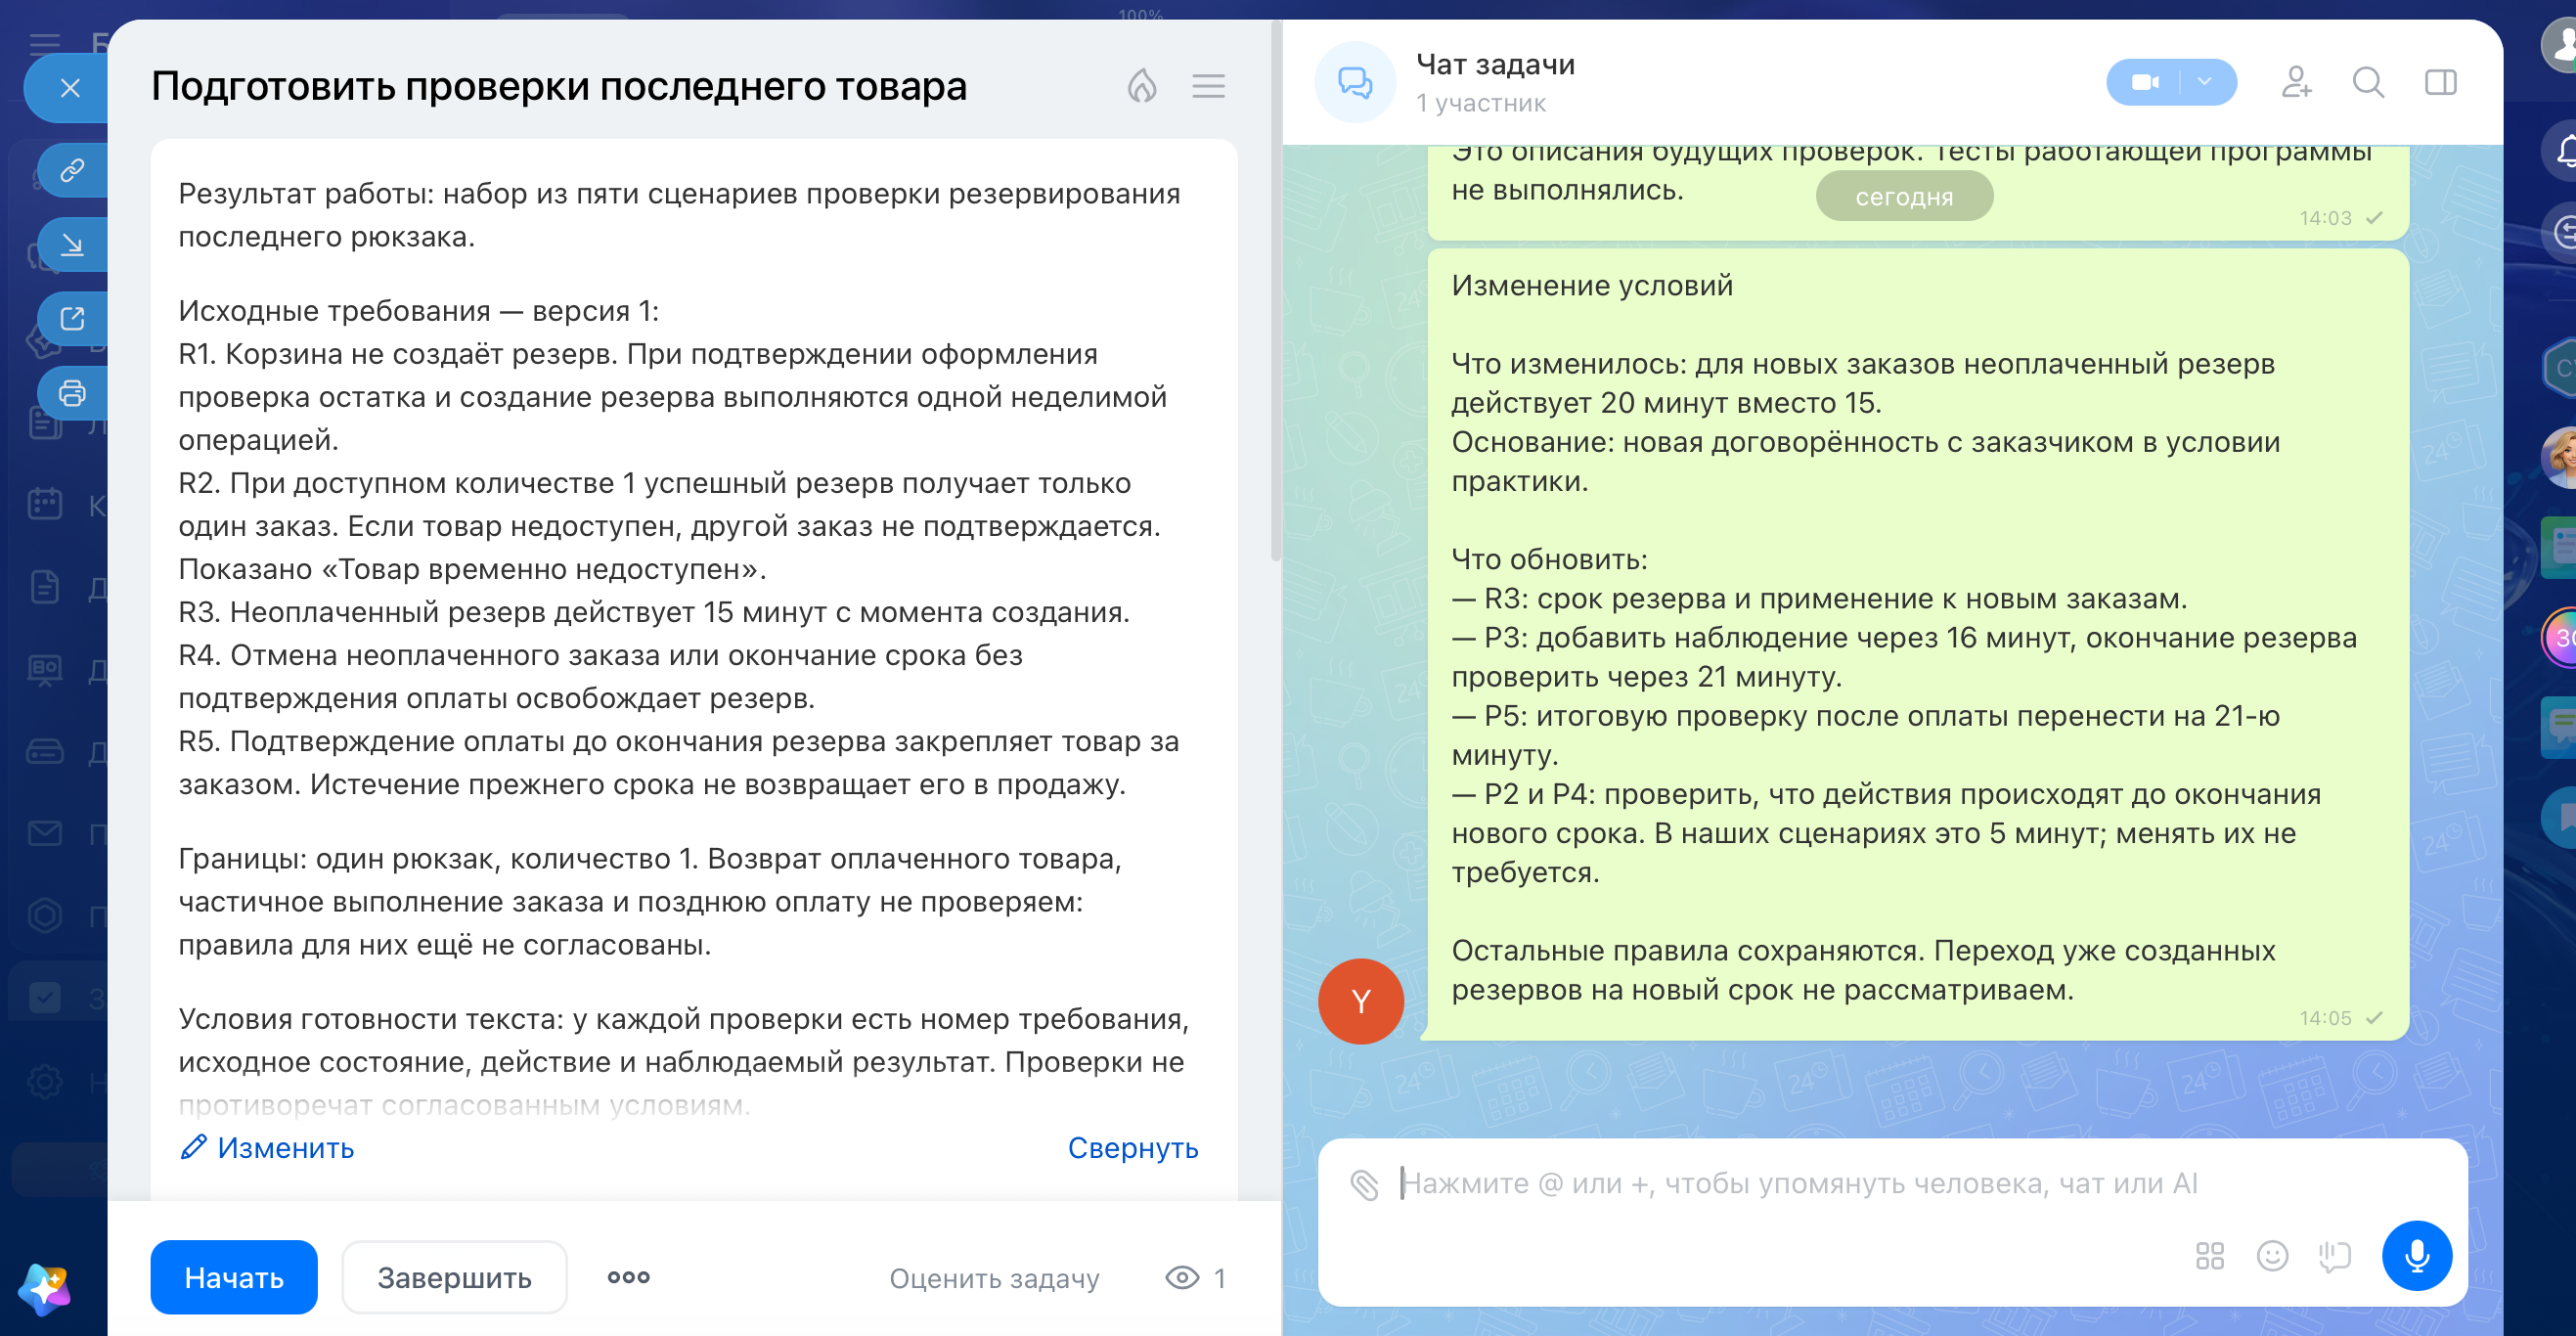 100%
Подготовить проверки последнего товара
Результат работы: набор из пяти сценариев проверки резервирования
последнего рюкзака.
Исходные требования — версия 1:
R1. Корзина не создаёт резерв. При подтверждении оформления
проверка остатка и создание резерва выполняются одной неделимой
операцией.
R2. При доступном количестве 1 успешный резерв получает только
один заказ. Если товар недоступен, другой заказ не подтверждается.
Показано «Товар временно недоступен».
R3. Неоплаченный резерв действует 15 минут с момента создания.
R4. Отмена неоплаченного заказа или окончание срока без
подтверждения оплаты освобождает резерв.
R5. Подтверждение оплаты до окончания резерва закрепляет товар за
заказом. Истечение прежнего срока не возвращает его в продажу.
Границы: один рюкзак, количество 1. Возврат оплаченного товара,
частичное выполнение заказа и позднюю оплату не проверяем:
правила для них ещё не согласованы.
Условия готовности текста: у каждой проверки есть номер требования,
исходное состояние, действие и наблюдаемый результат. Проверки не
противоречат согласованным условиям.
Изменить
Свернуть
Начать
Завершить
Оценить задачу
1
Чат задачи
1 участник
Это описания будущих проверок. Тесты работающей программы
не выполнялись.
сегодня
14:03
Изменение условий
Что изменилось: для новых заказов неоплаченный резерв
действует 20 минут вместо 15.
Основание: новая договорённость с заказчиком в условии
практики.
Что обновить:
— R3: срок резерва и применение к новым заказам.
— P3: добавить наблюдение через 16 минут, окончание резерва
проверить через 21 минуту.
— P5: итоговую проверку после оплаты перенести на 21-ю
минуту.
— P2 и P4: проверить, что действия происходят до окончания
нового срока. В наших сценариях это 5 минут; менять их не
требуется.
Остальные правила сохраняются. Переход уже созданных
резервов на новый срок не рассматриваем.
14:05
Y
Нажмите @ или +, чтобы упомянуть человека, чат или AI